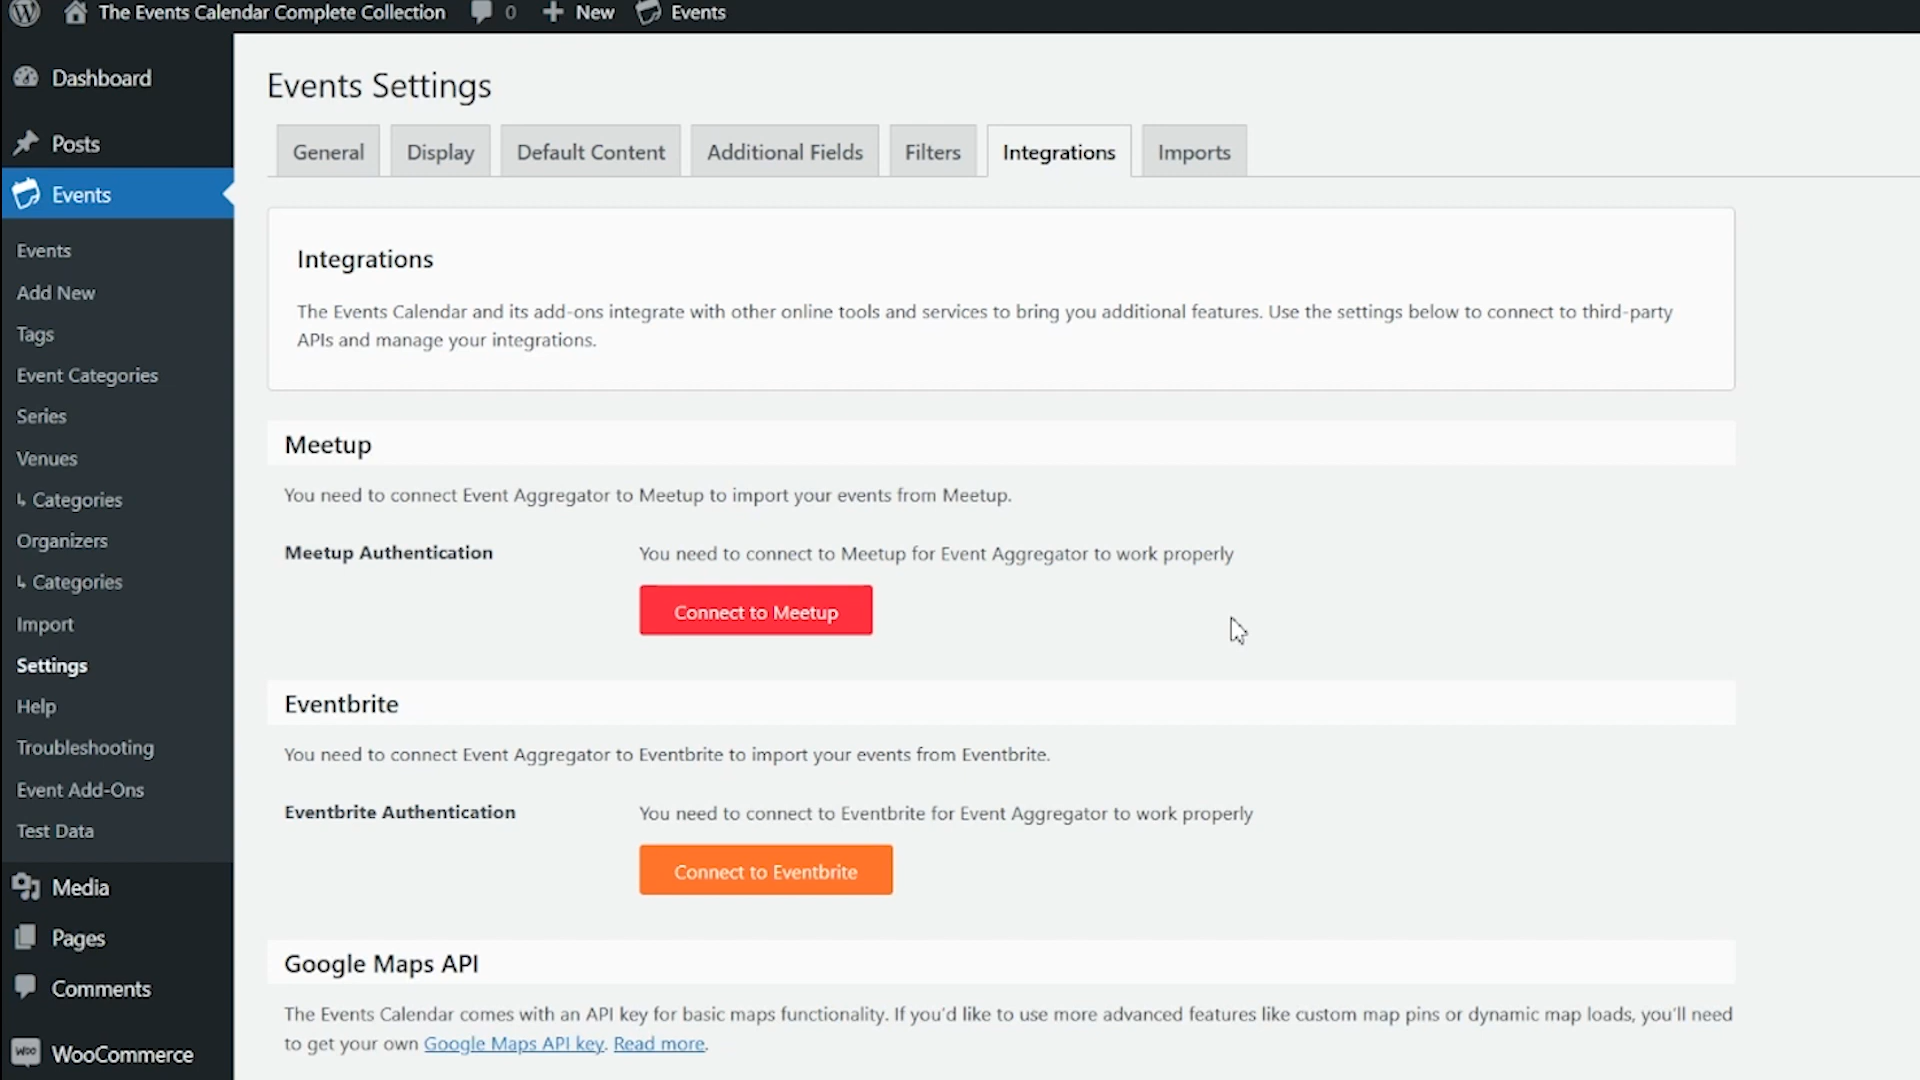 The Events Calendar Complete Collection 0 New Events
Dashboard
Posts
Events
Events
Add New
Tags
Event Categories
Series
Venues
↳ Categories
Organizers
↳ Categories
Import
Settings
Help
Troubleshooting
Event Add-Ons
Test Data
Media
Pages
Comments
Woo WooCommerce
Events Settings
General Display Default Content Additional Fields Filters Integrations Imports
Integrations
The Events Calendar and its add-ons integrate with other online tools and services to bring you additional features. Use the settings below to connect to third-party
APIs and manage your integrations.
Meetup
You need to connect Event Aggregator to Meetup to import your events from Meetup.
Meetup Authentication You need to connect to Meetup for Event Aggregator to work properly
Connect to Meetup
Eventbrite
You need to connect Event Aggregator to Eventbrite to import your events from Eventbrite.
Eventbrite Authentication You need to connect to Eventbrite for Event Aggregator to work properly
Connect to Eventbrite
Google Maps API
The Events Calendar comes with an API key for basic maps functionality. If you'd like to use more advanced features like custom map pins or dynamic map loads, you'll need
to get your own Google Maps API key. Read more.